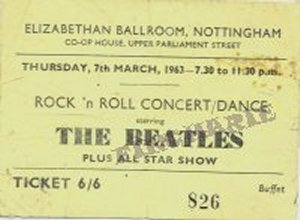 ELIZABETHAN BALLROOM, NOTTINGHAM
CO-OP HOUSE, UPPER PARLIAMENT STREET
THURSDAY, 7th MARCH, 1963—7.30 to 11.30 p.m.
ROCK 'n ROLL CONCERT/DANCE
starring
THE BEATLES
PLUS ALL STAR SHOW
TICKET 6/6
826
Buffet